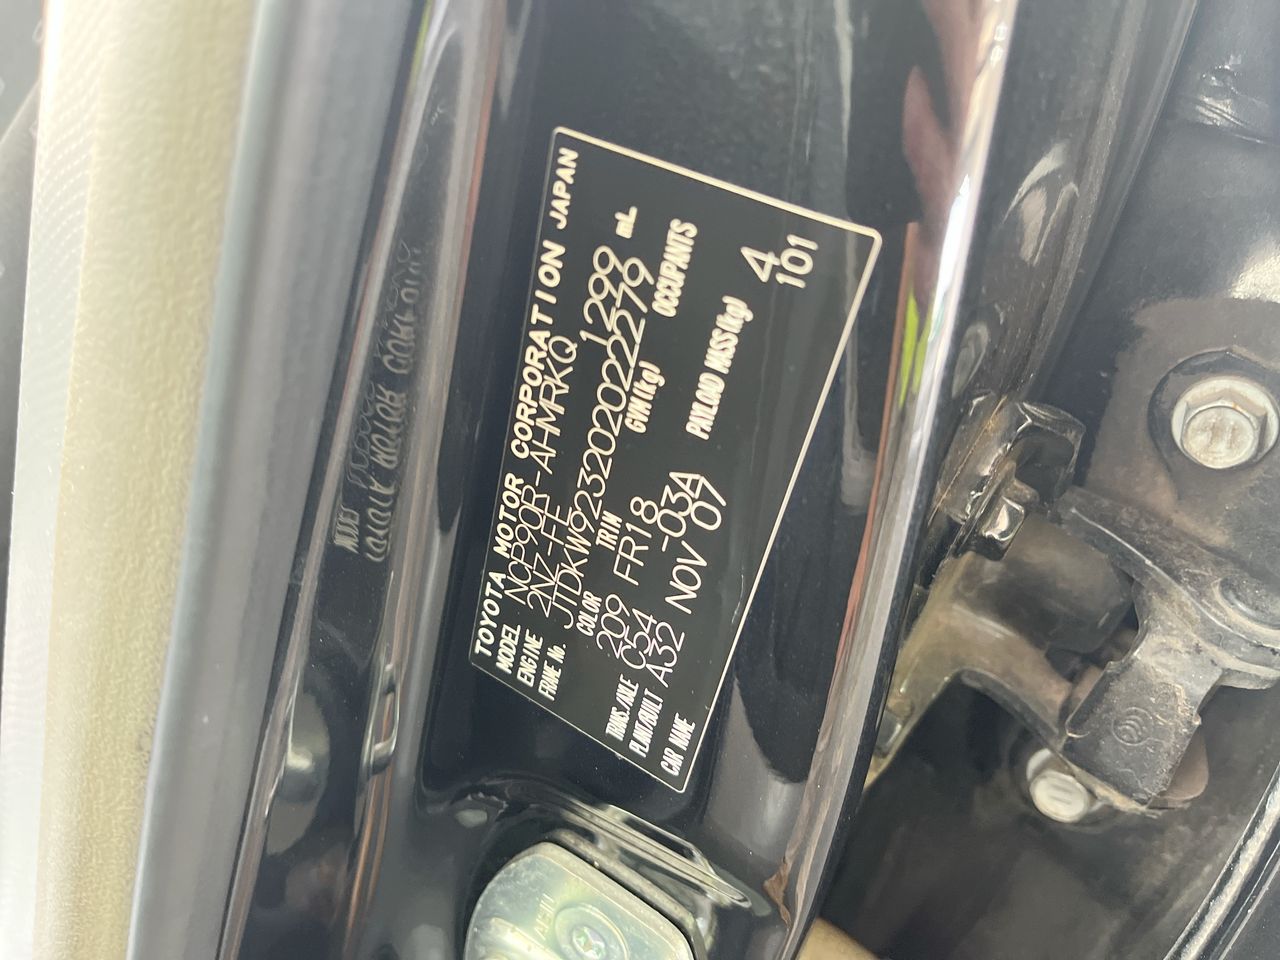 TOYOTA MOTOR CORPORATION JAPAN
MODEL NCP90R-AHMRKQ
ENGINE 2NZ-FE 1299 mL
FRAME No. JTDKW923202022279
COLOR TRIM GVM(kg) OCCUPANTS
209 FR18
TRANS./AXLE C54 -03A PAYLOAD MASS(kg) 4
PLANT/BUILT A32 NOV 07 101
CAR NAME